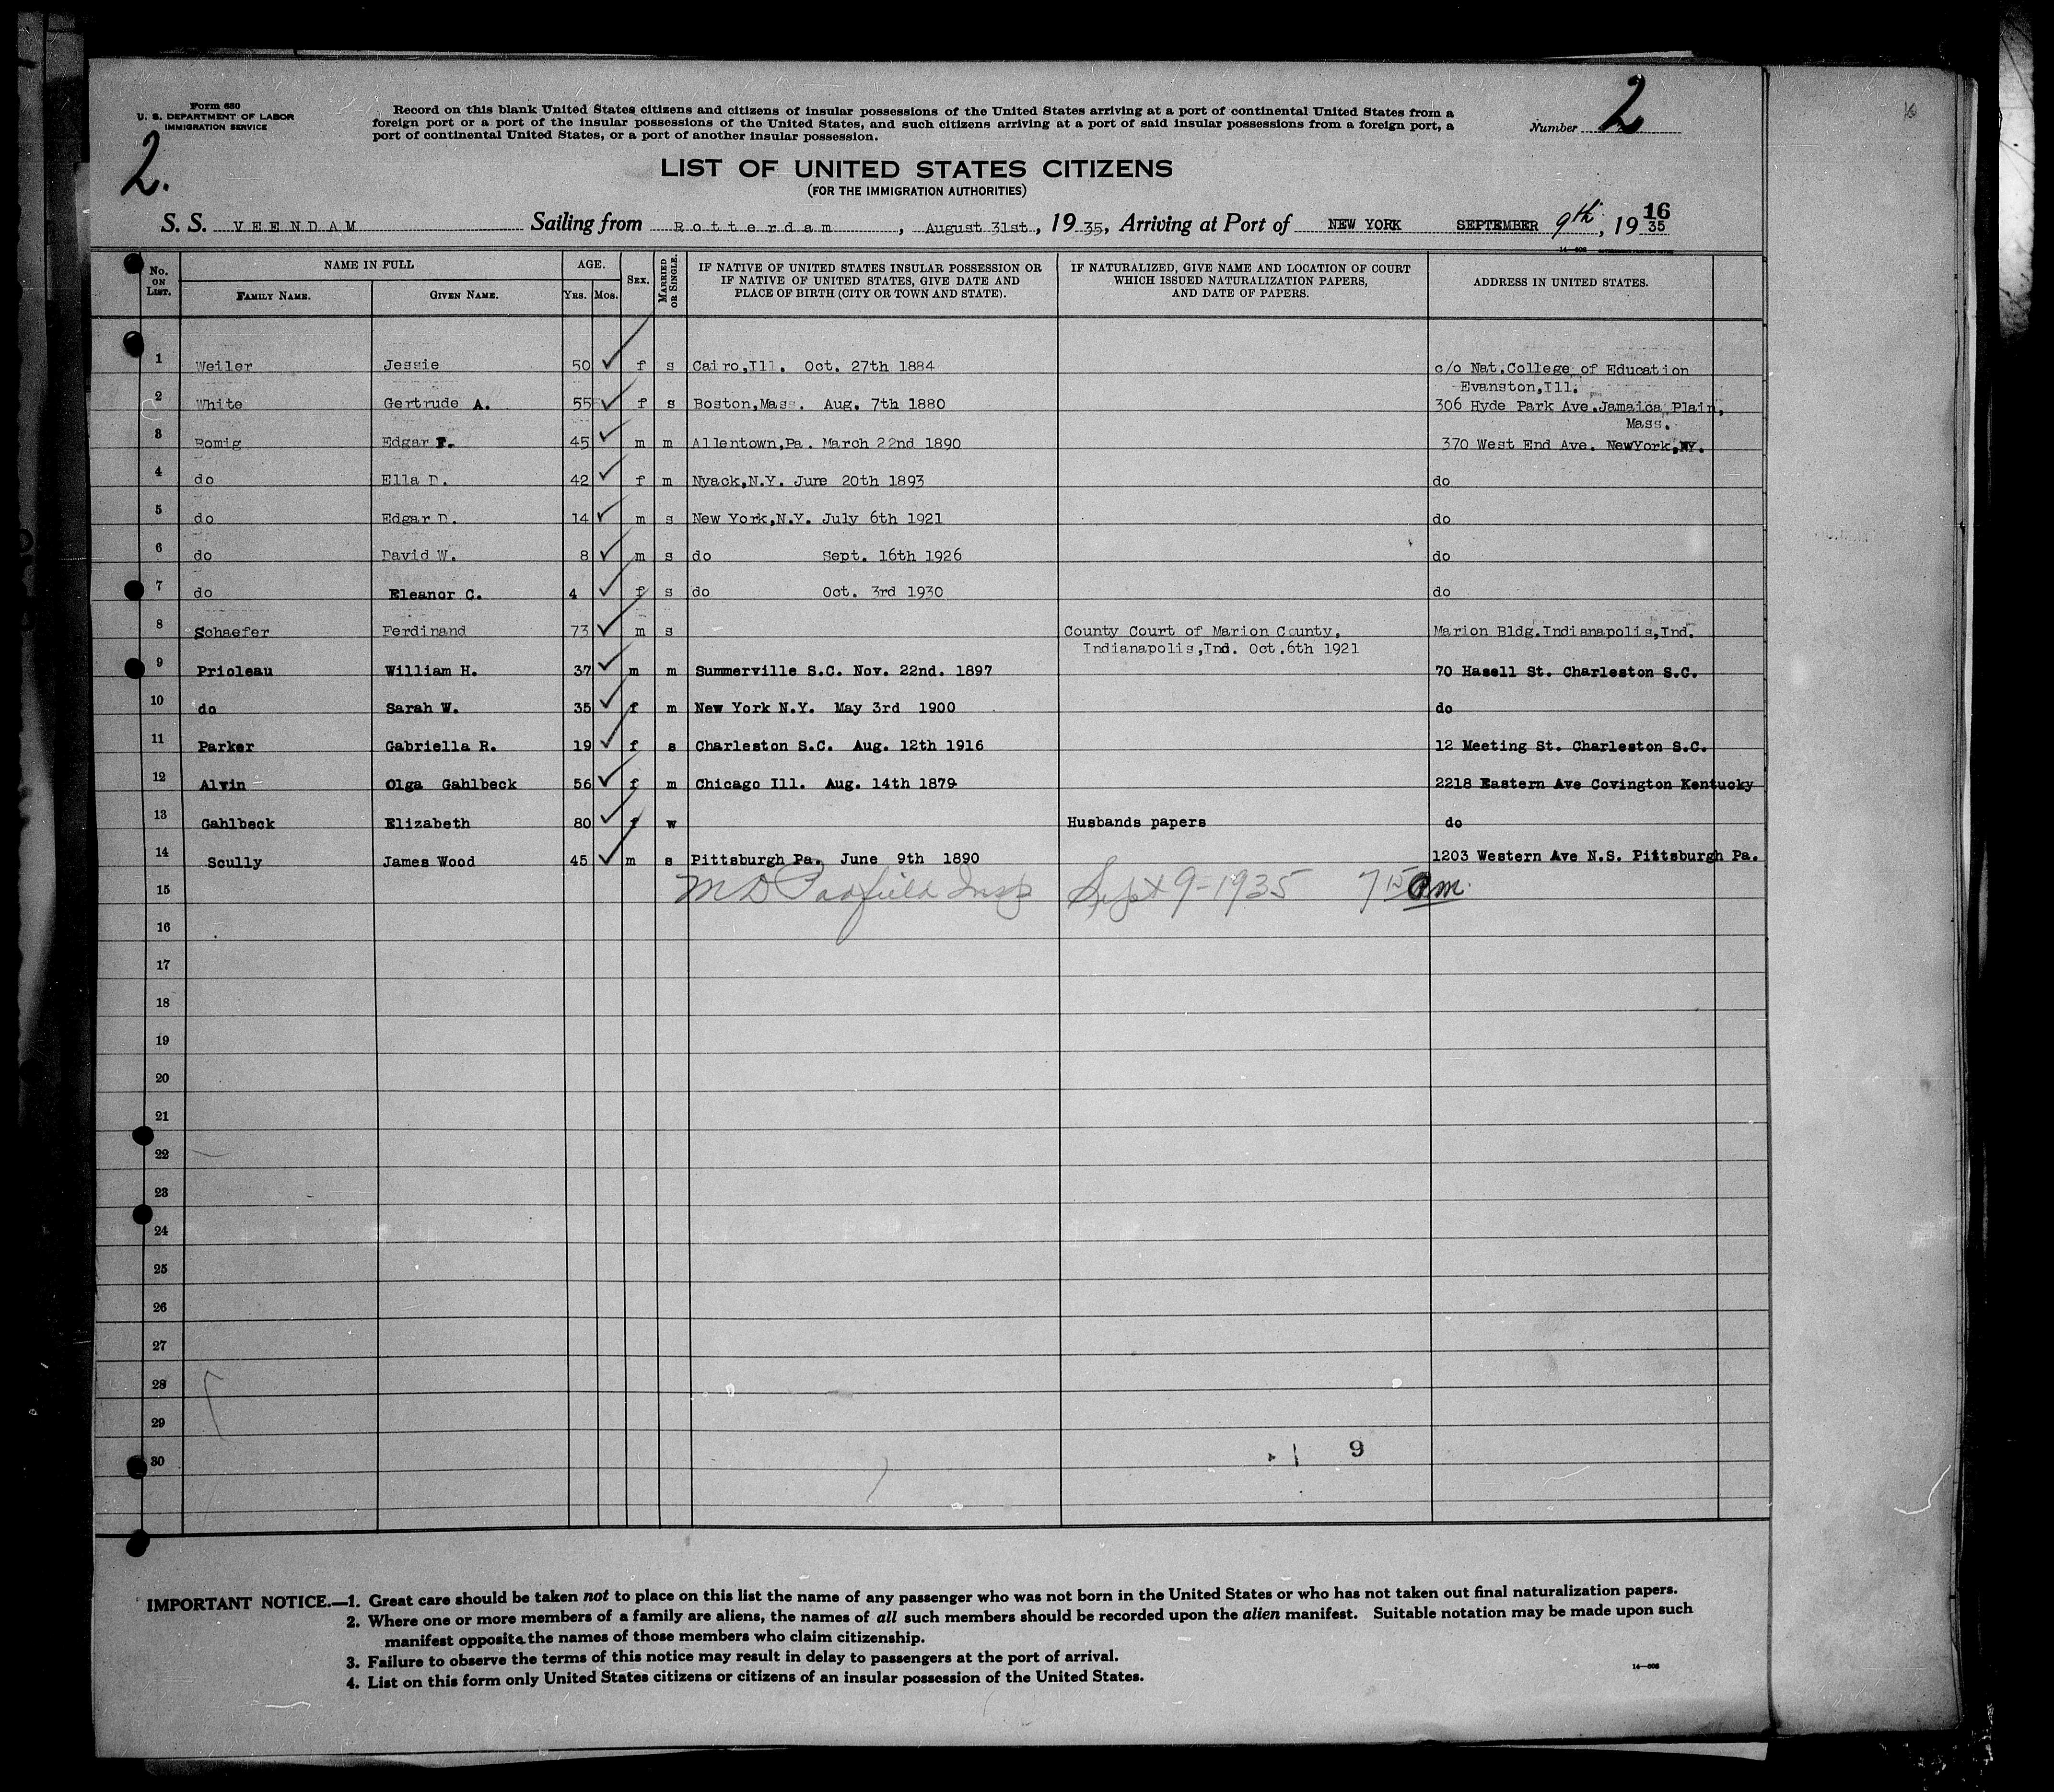 Form 630
U. S. DEPARTMENT OF LABOR
IMMIGRATION SERVICE
2.
Record on this blank United States citizens and citizens of insular possessions of the United States arriving at a port of continental United States from a
foreign port or a port of the insular possessions of the United States, and such citizens arriving at a port of said insular possessions from a foreign port, a
port of continental United States, or a port of another insular possession.
Number 2
LIST OF UNITED STATES CITIZENS
(FOR THE IMMIGRATION AUTHORITIES)
S. S. VEENDAM Sailing from Rotterdam, August 31st, 1935, Arriving at Port of NEW YORK SEPTEMBER 9th, 1935
16
No. ON LIST. NAME IN FULL AGE. SEX. MARRIED OR SINGLE. IF NATIVE OF UNITED STATES INSULAR POSSESSION OR IF NATIVE OF UNITED STATES, GIVE DATE AND PLACE OF BIRTH (CITY OR TOWN AND STATE). IF NATURALIZED, GIVE NAME AND LOCATION OF COURT WHICH ISSUED NATURALIZATION PAPERS, AND DATE OF PAPERS. ADDRESS IN UNITED STATES.
FAMILY NAME. GIVEN NAME. YRS. MOS.
1 Weiler Jessie 50 f s Cairo,Ill. Oct. 27th 1884 c/o Nat.College of Education
Evanston,Ill.
2 White Gertrude A. 55 f s Boston,Mass. Aug. 7th 1880 306 Hyde Park Ave.Jamaica Plain,
Mass.
3 Romig Edgar F. 45 m m Allentown,Pa. March 22nd 1890 370 West End Ave. NewYork,NY.
4 do Ella D. 42 f m Nyack,N.Y. June 20th 1893 do
5 do Edgar D. 14 m s New York,N.Y. July 6th 1921 do
6 do David W. 8 m s do Sept. 16th 1926 do
7 do Eleanor C. 4 f s do Oct. 3rd 1930 do
8 Schaefer Ferdinand 73 m s County Court of Marion County, Marion Bldg.Indianapolis,Ind.
Indianapolis,Ind. Oct.6th 1921
9 Prioleau William H. 37 m m Summerville S.C. Nov. 22nd. 1897 70 Hasell St. Charleston S.C.
10 do Sarah W. 35 f m New York N.Y. May 3rd 1900 do
11 Parker Gabriella R. 19 f s Charleston S.C. Aug. 12th 1916 12 Meeting St. Charleston S.C.
12 Alvin Olga Gahlbeck 56 f m Chicago Ill. Aug. 14th 1879 2218 Eastern Ave Covington Kentucky
13 Gahlbeck Elizabeth 80 f w Husbands papers do
14 Scully James Wood 45 m s Pittsburgh Pa. June 9th 1890 1203 Western Ave N.S. Pittsburgh Pa.
15 Insp Sept 9-1935 7 15 pm.
16
17
18
19
20
21
22
23
24
25
26
27
28
29
30
9
IMPORTANT NOTICE.—1. Great care should be taken not to place on this list the name of any passenger who was not born in the United States or who has not taken out final naturalization papers.
2. Where one or more members of a family are aliens, the names of all such members should be recorded upon the alien manifest. Suitable notation may be made upon such
manifest opposite the names of those members who claim citizenship.
3. Failure to observe the terms of this notice may result in delay to passengers at the port of arrival.
4. List on this form only United States citizens or citizens of an insular possession of the United States.